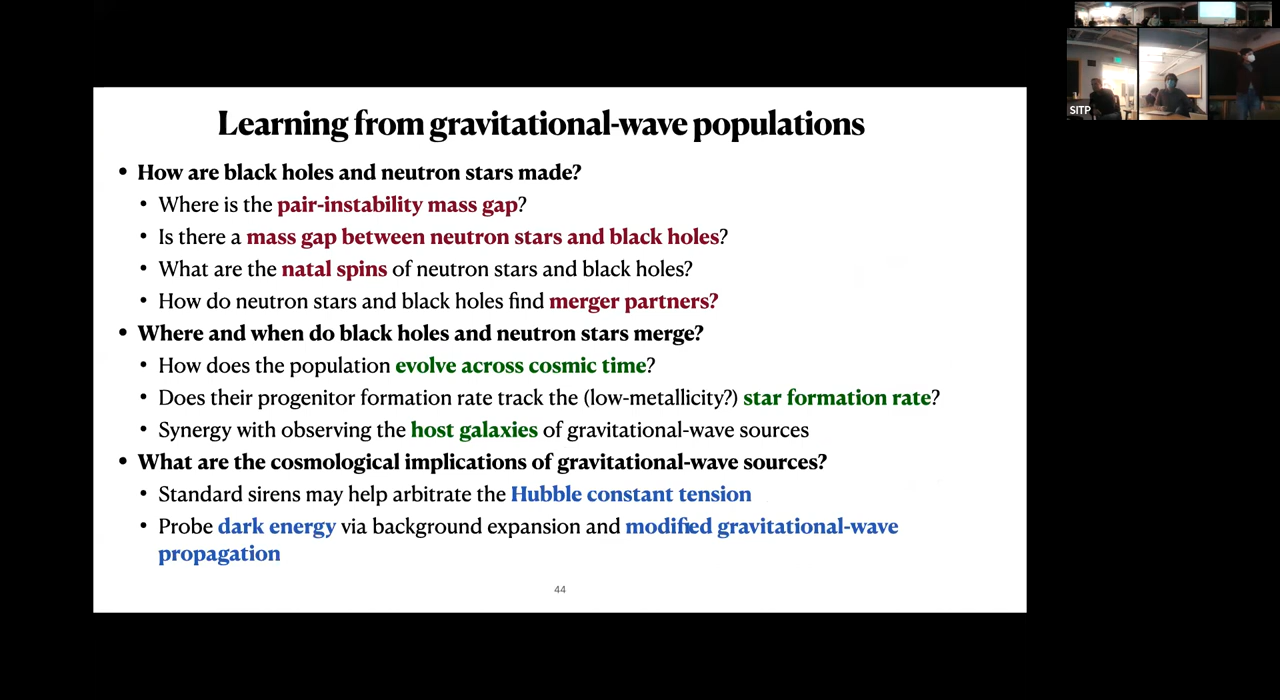 Learning from gravitational-wave populations
• How are black holes and neutron stars made?
• Where is the pair-instability mass gap?
• Is there a mass gap between neutron stars and black holes?
• What are the natal spins of neutron stars and black holes?
• How do neutron stars and black holes find merger partners?
• Where and when do black holes and neutron stars merge?
• How does the population evolve across cosmic time?
• Does their progenitor formation rate track the (low-metallicity?) star formation rate?
• Synergy with observing the host galaxies of gravitational-wave sources
• What are the cosmological implications of gravitational-wave sources?
• Standard sirens may help arbitrate the Hubble constant tension
• Probe dark energy via background expansion and modified gravitational-wave
propagation
44
SITP